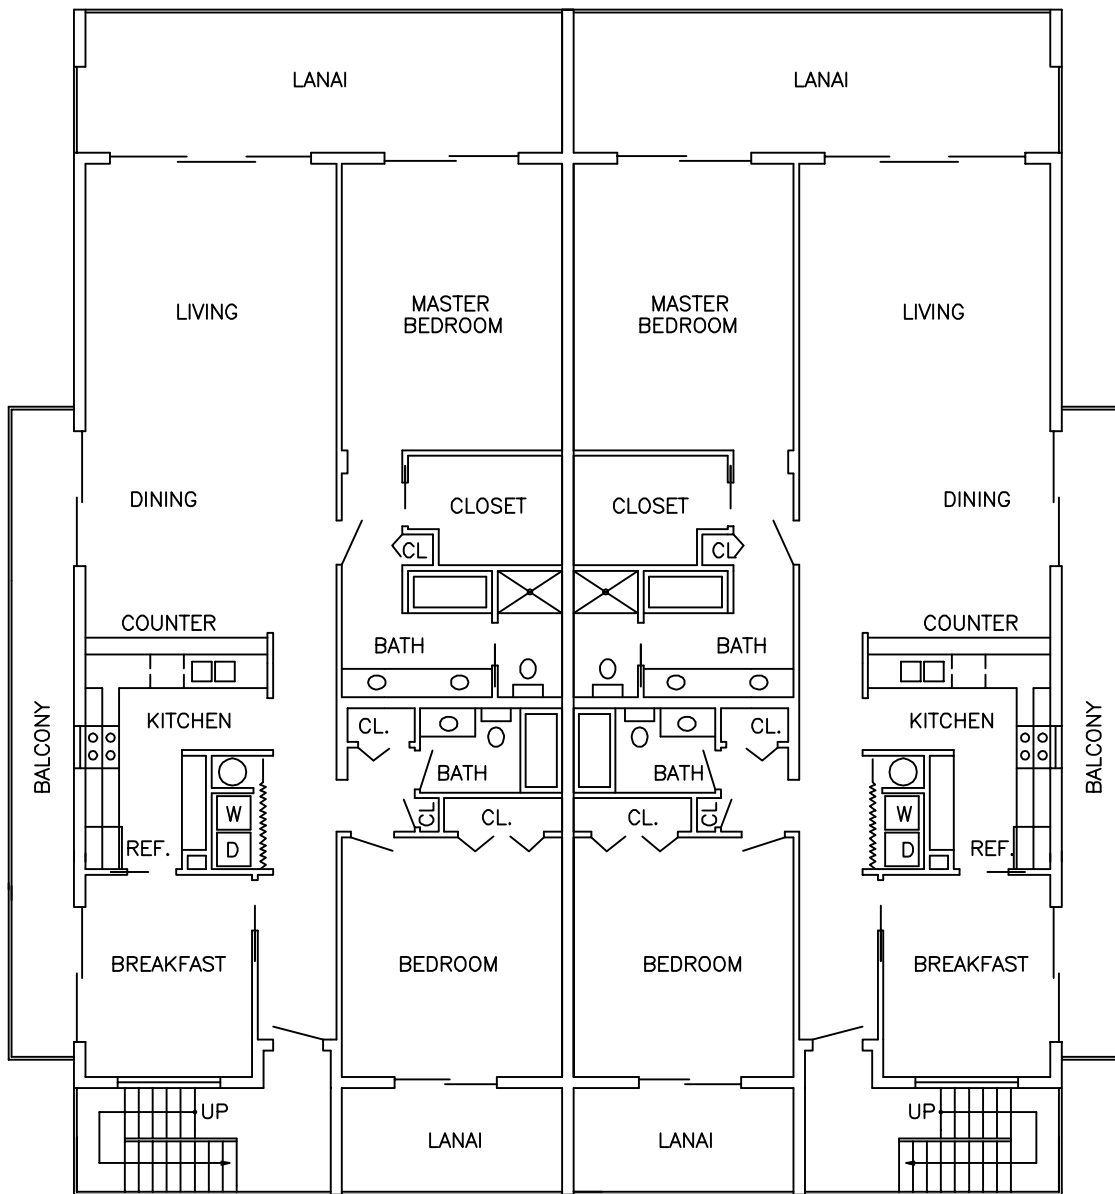 LANAI
LANAI
LIVING
MASTER
BEDROOM
MASTER
BEDROOM
LIVING
DINING
CLOSET
CLOSET
DINING
CL
CL
COUNTER
COUNTER
BATH
BATH
KITCHEN
CL.
CL.
KITCHEN
BALCONY
BALCONY
BATH
BATH
W
CL
CL.
CL.
CL
W
REF.
D
D
REF.
BREAKFAST
BEDROOM
BEDROOM
BREAKFAST
UP
UP
LANAI
LANAI